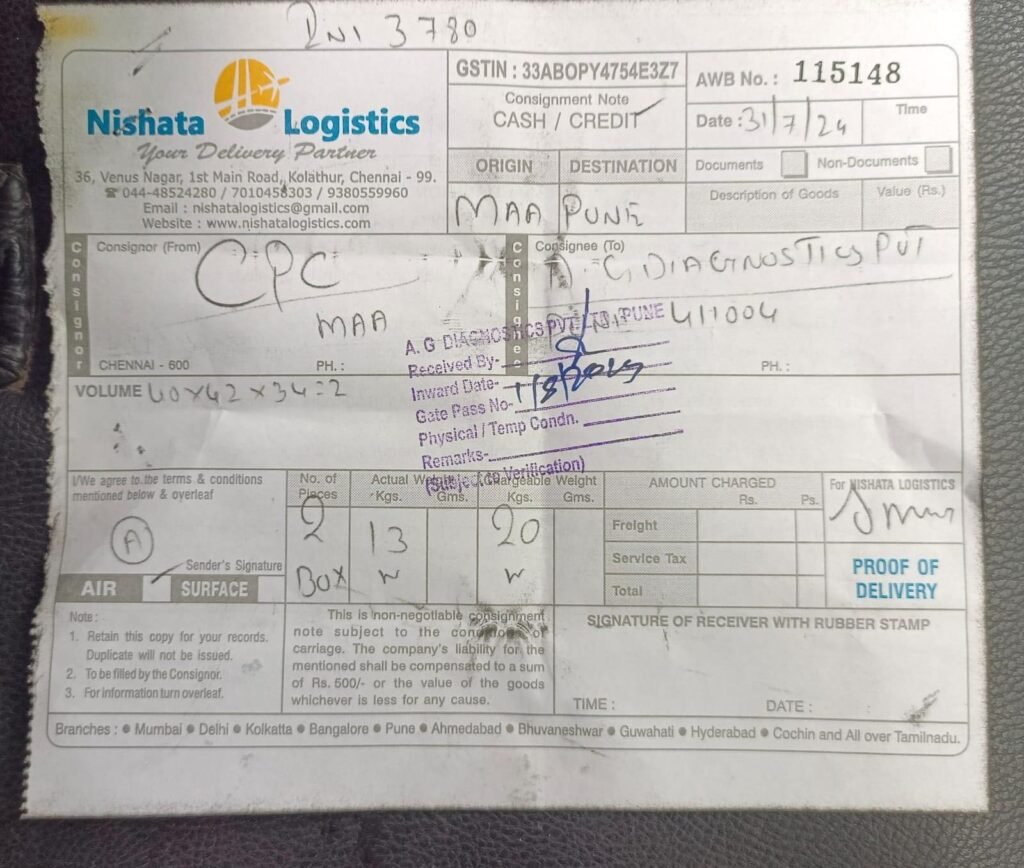 3780
Nishata Logistics
Your Delivery Partner
36, Venus Nagar, 1st Main Road, Kolathur, Chennai - 99.
☎ 044-48524280 / 7010458303 / 9380559960
Email : nishatalogistics@gmail.com
Website : www.nishatalogistics.com
GSTIN : 33ABOPY4754E3Z7
Consignment Note
CASH / CREDIT
AWB No. : 115148
Date : 31/7/24
Time
ORIGIN DESTINATION
MAA PUNE
Documents Non-Documents
Description of Goods Value (Rs.)
Consignor
Consignor (From)
CPC
MAA
CHENNAI - 600 PH. :
Consignee
Consignee (To)
A. G DIAGNOSTICS PVT
411004
PH. :
A. G DIAGNOSTICS PVT. LTD. PUNE
Received By-
Inward Date- 1/8/2024
Gate Pass No-
Physical / Temp Condn.
Remarks-
(Subject to Verification)
VOLUME 40×42×34=2
I/We agree to the terms & conditions
mentioned below & overleaf
A
Sender's Signature
AIR SURFACE
No. of
Pieces
2
BOX
Actual Weight
Kgs. Gms.
13
Chargeable Weight
Kgs. Gms.
20
AMOUNT CHARGED
Rs. Ps.
Freight
Service Tax
Total
For NISHATA LOGISTICS
PROOF OF
DELIVERY
Note :
1. Retain this copy for your records.
Duplicate will not be issued.
2. To be filled by the Consignor.
3. For information turn overleaf.
This is non-negotiable consignment
note subject to the conditions of
carriage. The company's liability for the
mentioned shall be compensated to a sum
of Rs. 500/- or the value of the goods
whichever is less for any cause.
SIGNATURE OF RECEIVER WITH RUBBER STAMP
TIME : DATE :
Branches : ● Mumbai ● Delhi ● Kolkatta ● Bangalore ● Pune ● Ahmedabad ● Bhuvaneshwar ● Guwahati ● Hyderabad ● Cochin and All over Tamilnadu.